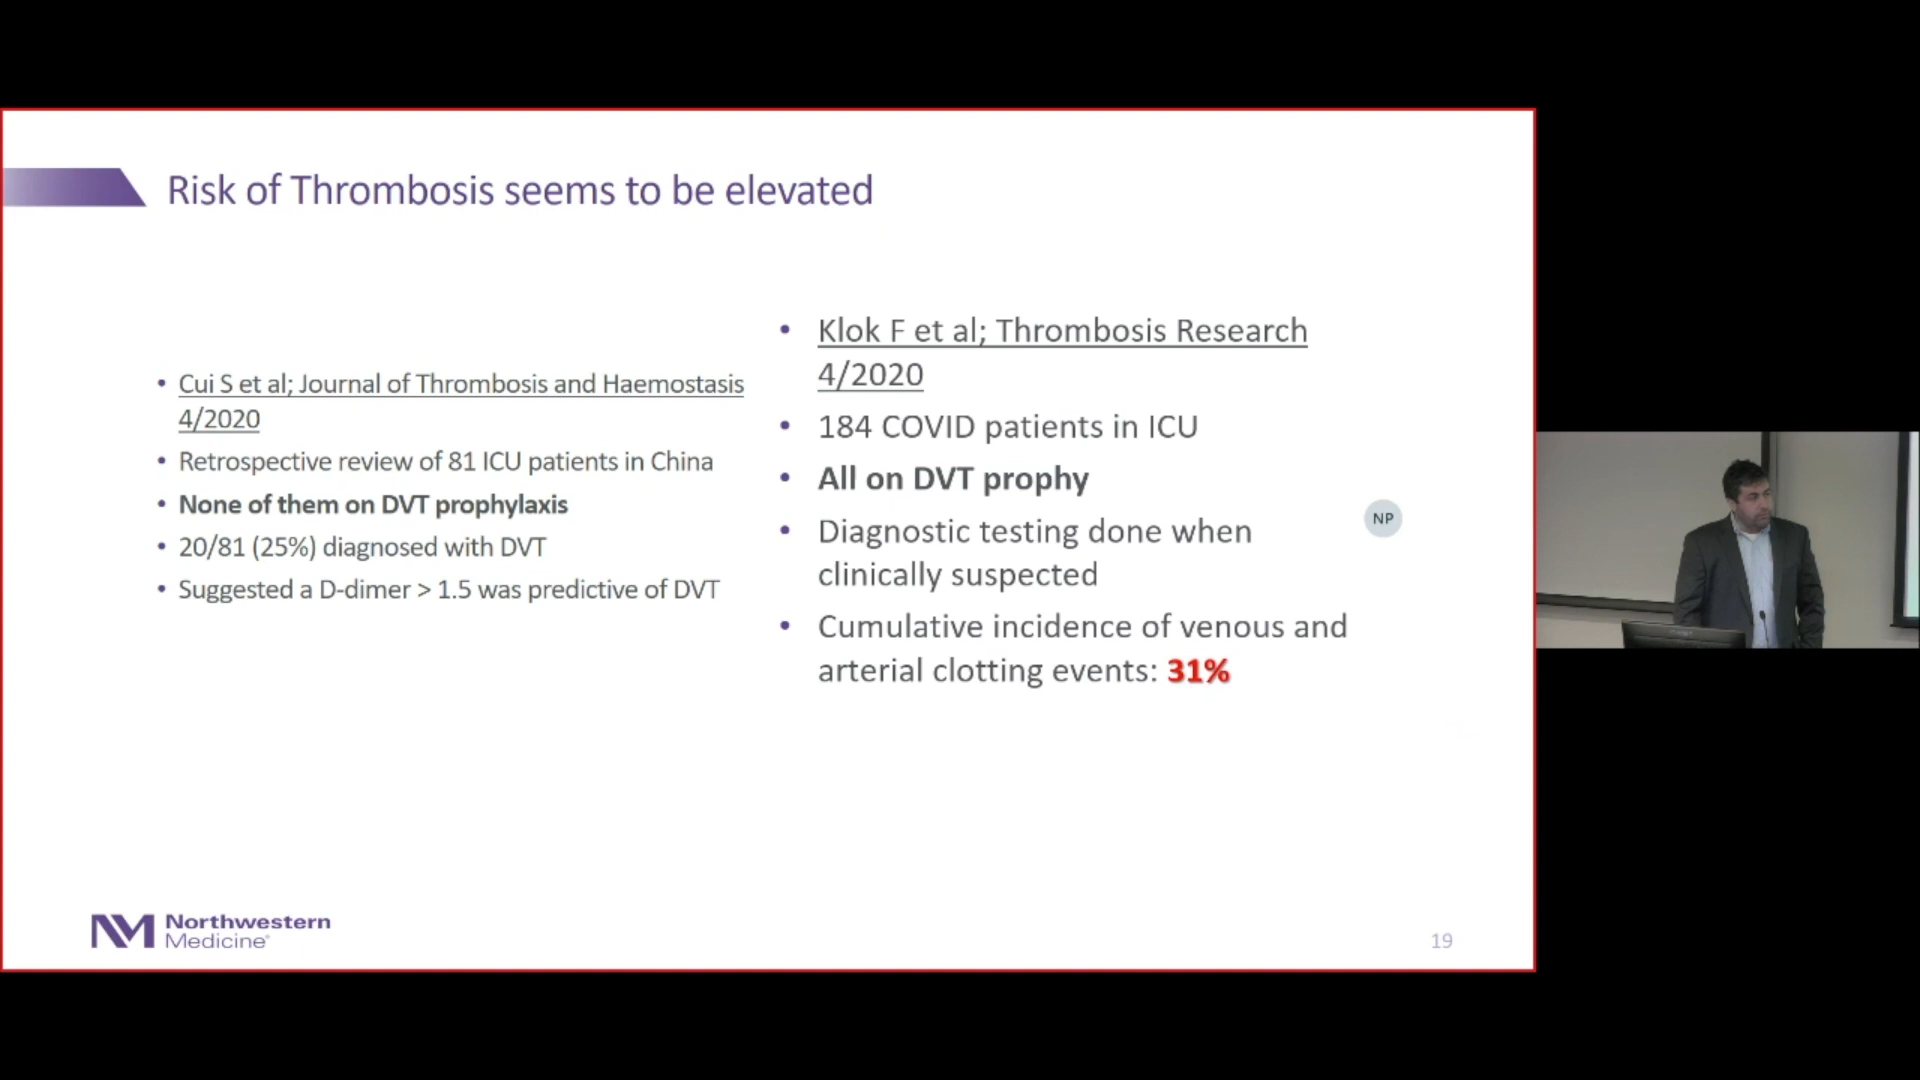 Risk of Thrombosis seems to be elevated
• Cui S et al; Journal of Thrombosis and Haemostasis
4/2020
• Retrospective review of 81 ICU patients in China
• None of them on DVT prophylaxis
• 20/81 (25%) diagnosed with DVT
• Suggested a D-dimer > 1.5 was predictive of DVT
• Klok F et al; Thrombosis Research
4/2020
• 184 COVID patients in ICU
• All on DVT prophy
• Diagnostic testing done when
clinically suspected
• Cumulative incidence of venous and
arterial clotting events: 31%
NP
Northwestern
Medicine®
19